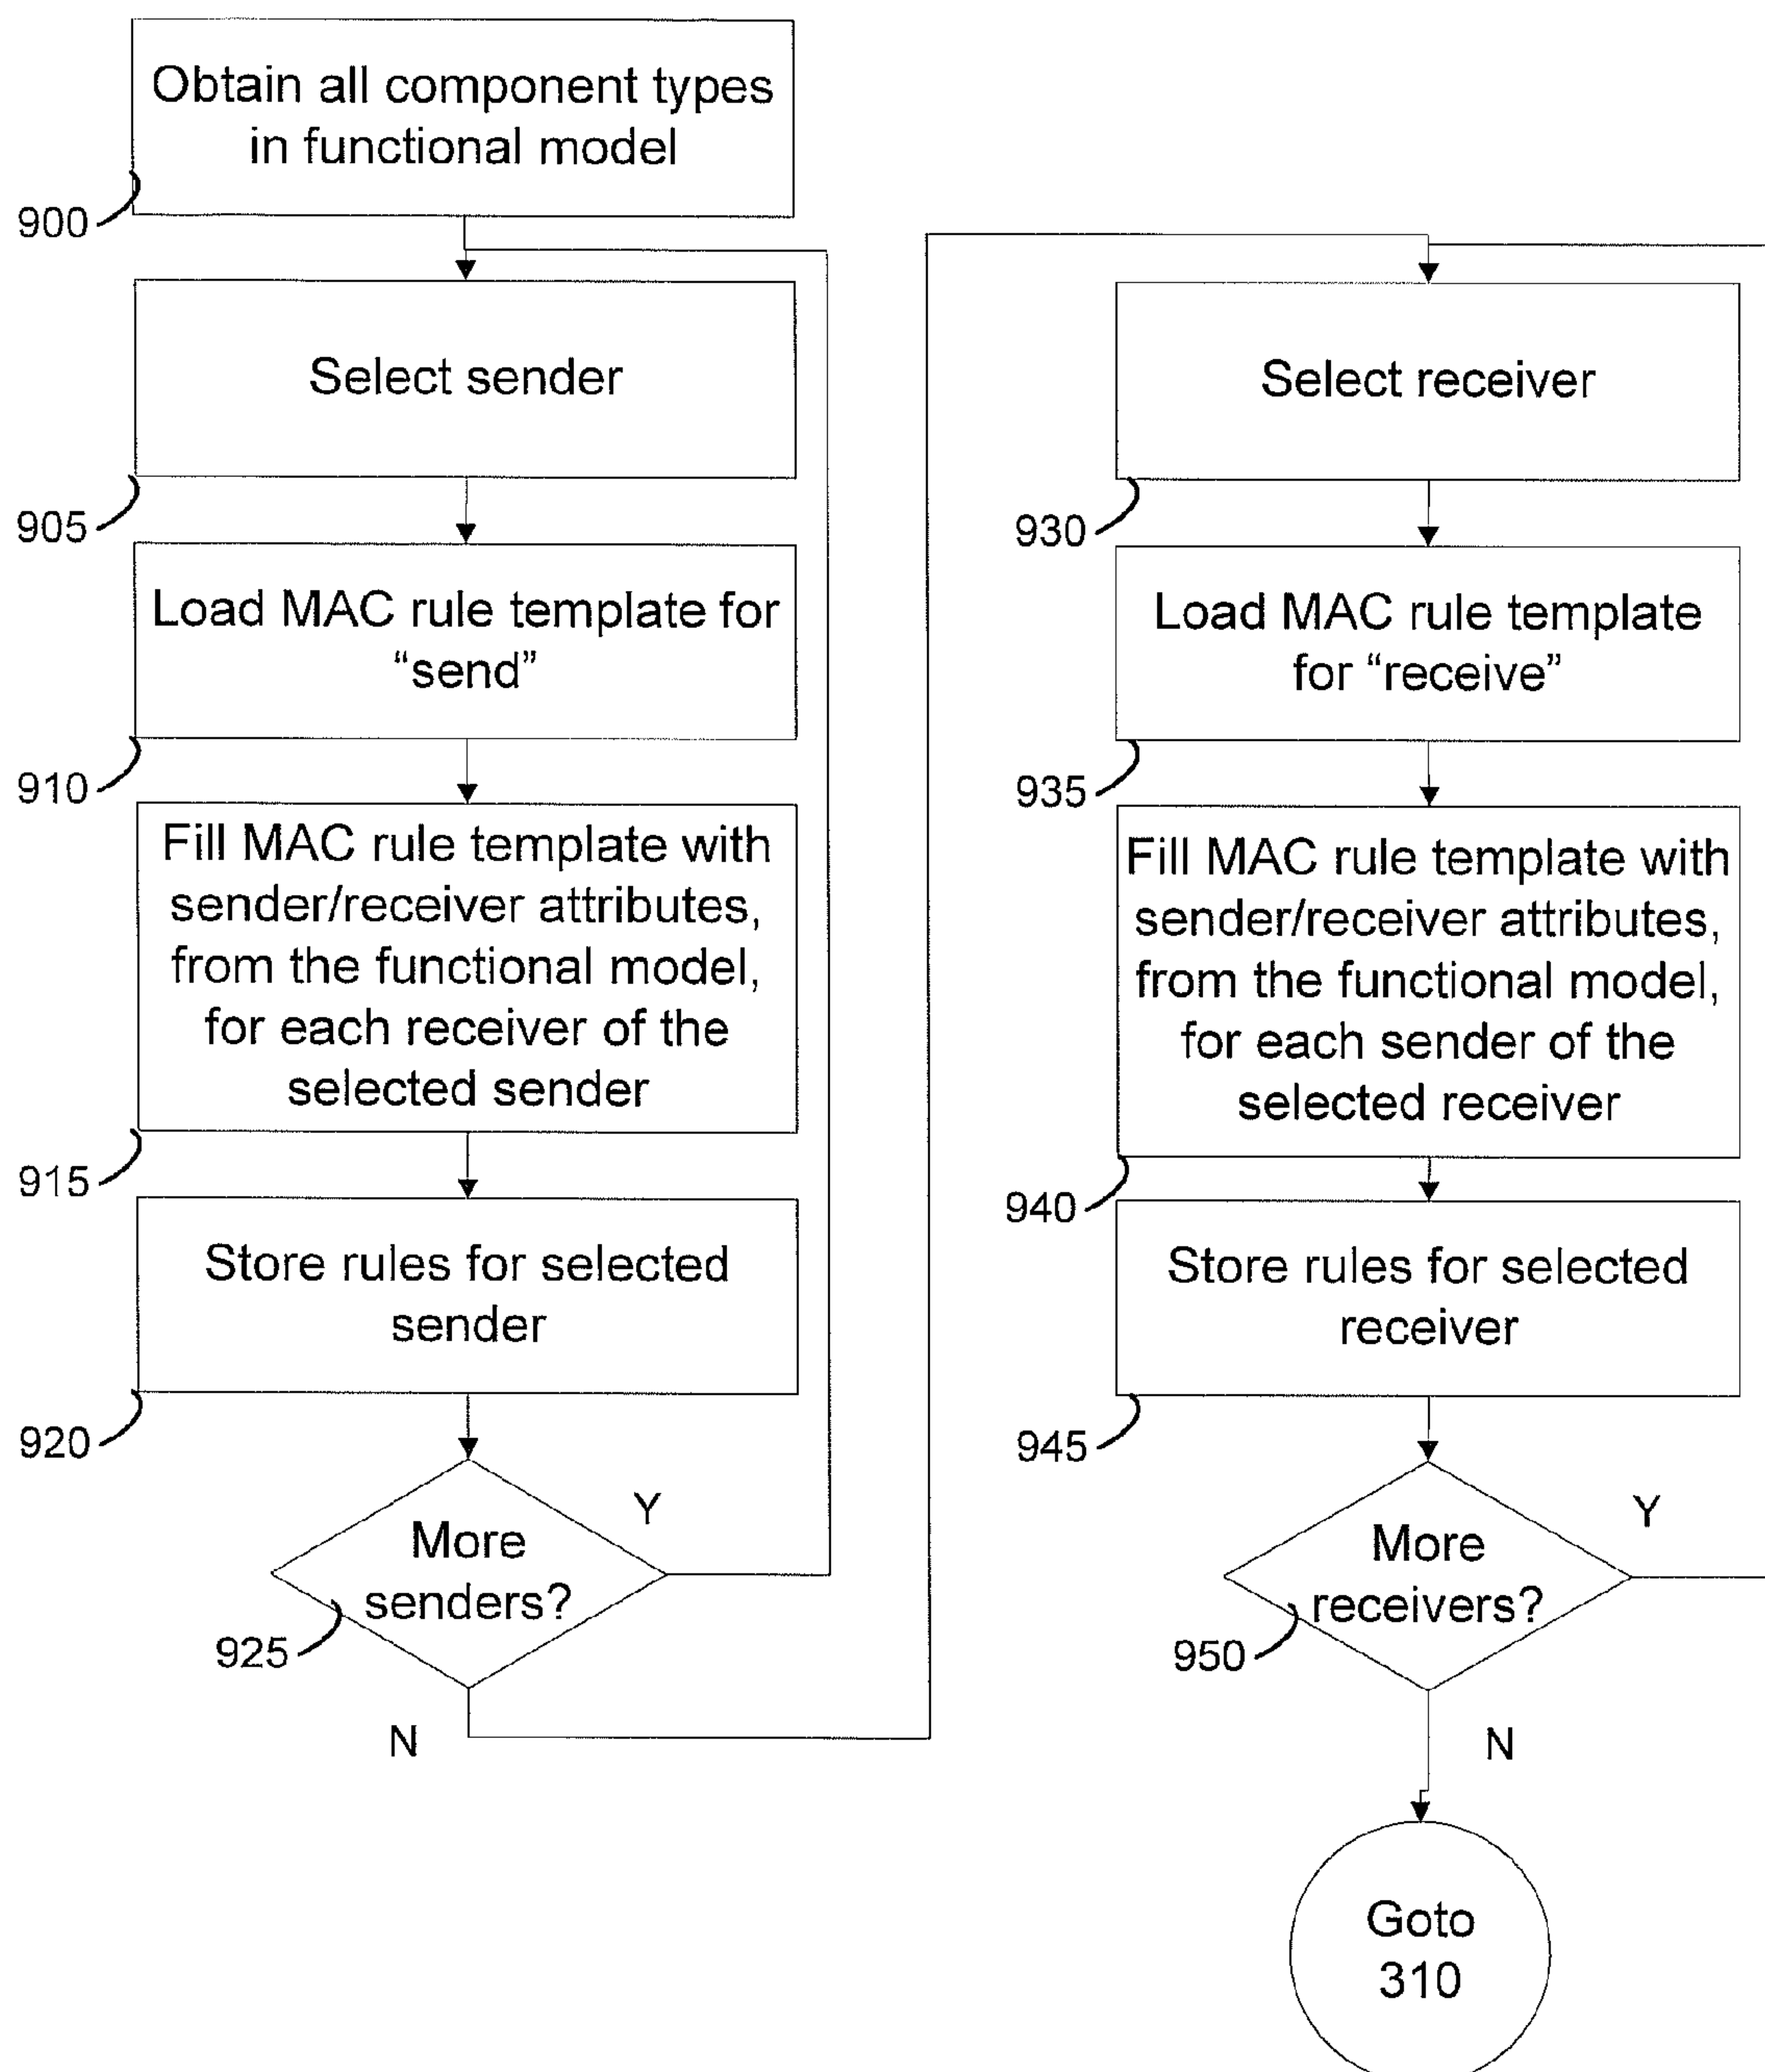 Obtain all component types
in functional model
900
Select sender
905
Load MAC rule template for
“send”
910
Fill MAC rule template with
sender/receiver attributes,
from the functional model,
for each receiver of the
selected sender
915
Store rules for selected
sender
920
More
senders?
Y
925
N
Select receiver
930
Load MAC rule template
for “receive”
935
Fill MAC rule template with
sender/receiver attributes,
from the functional model,
for each sender of the
selected receiver
940
Store rules for selected
receiver
945
More
receivers?
Y
950
N
Goto
310